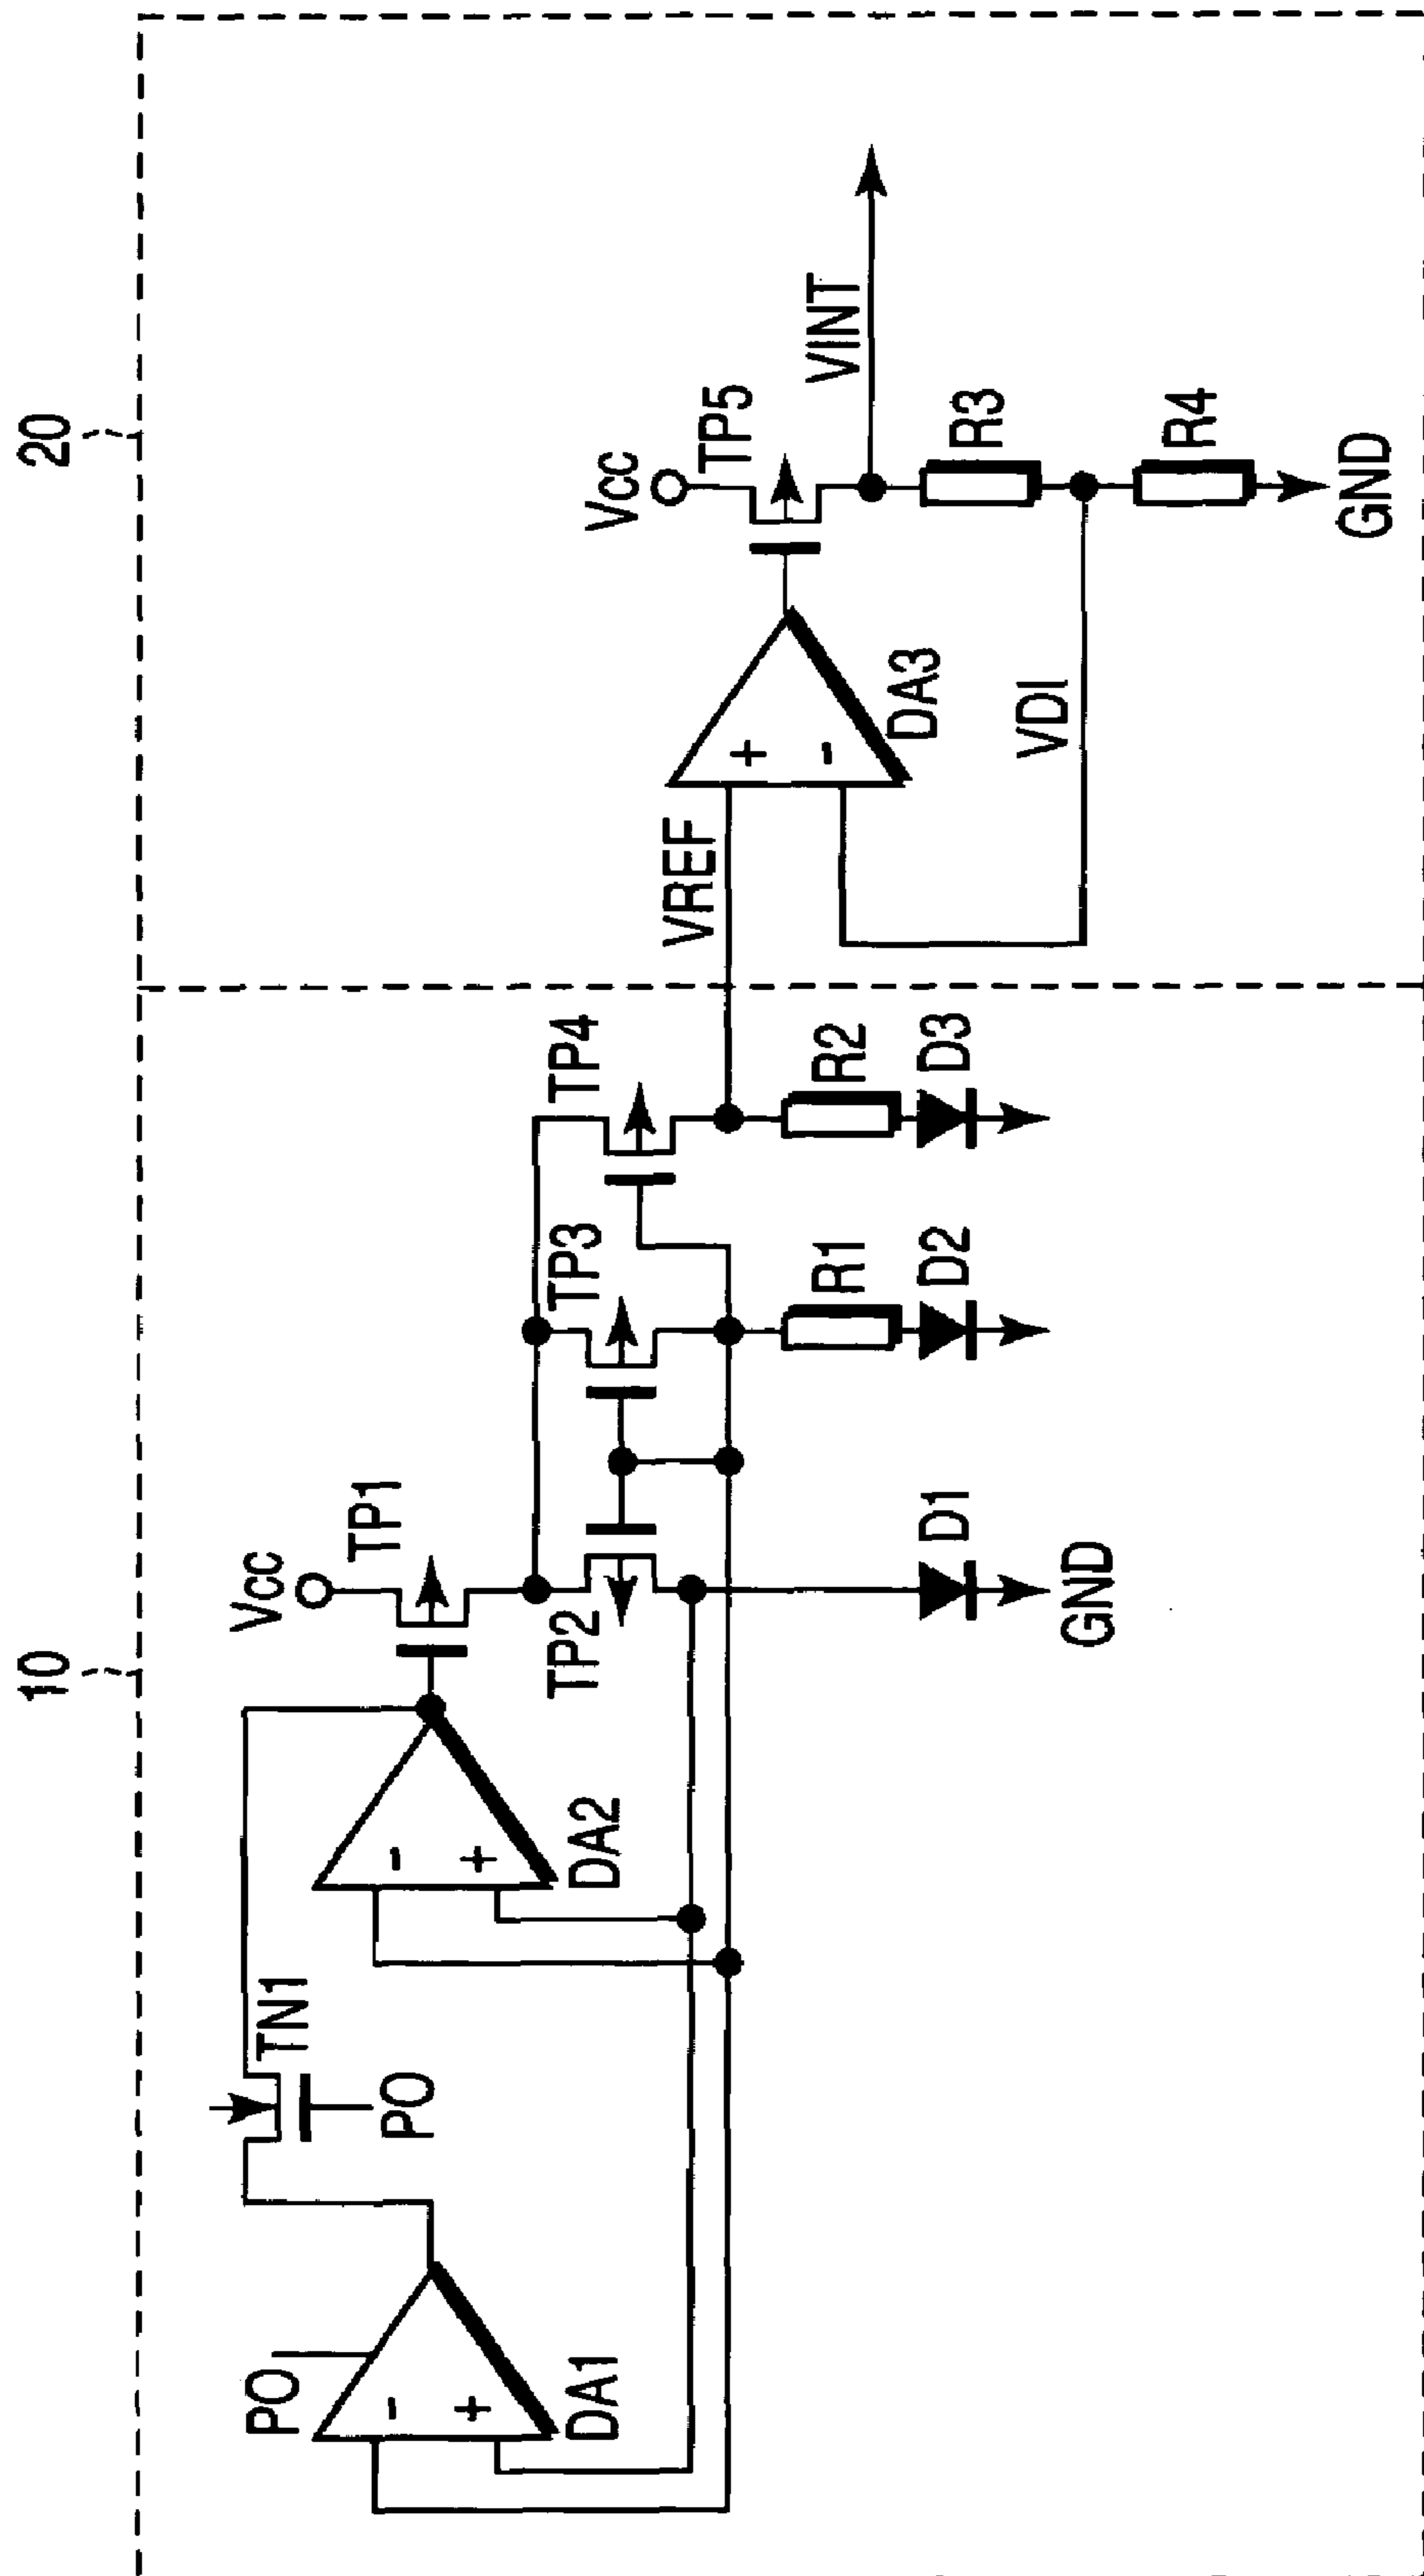 10
20
PO
DA1
-
+
TN1
PO
DA2
-
+
Vcc
TP1
TP2
TP3
TP4
D1
GND
R1
D2
R2
D3
VREF
+
-
DA3
Vcc
TP5
VINT
VDI
R3
R4
GND